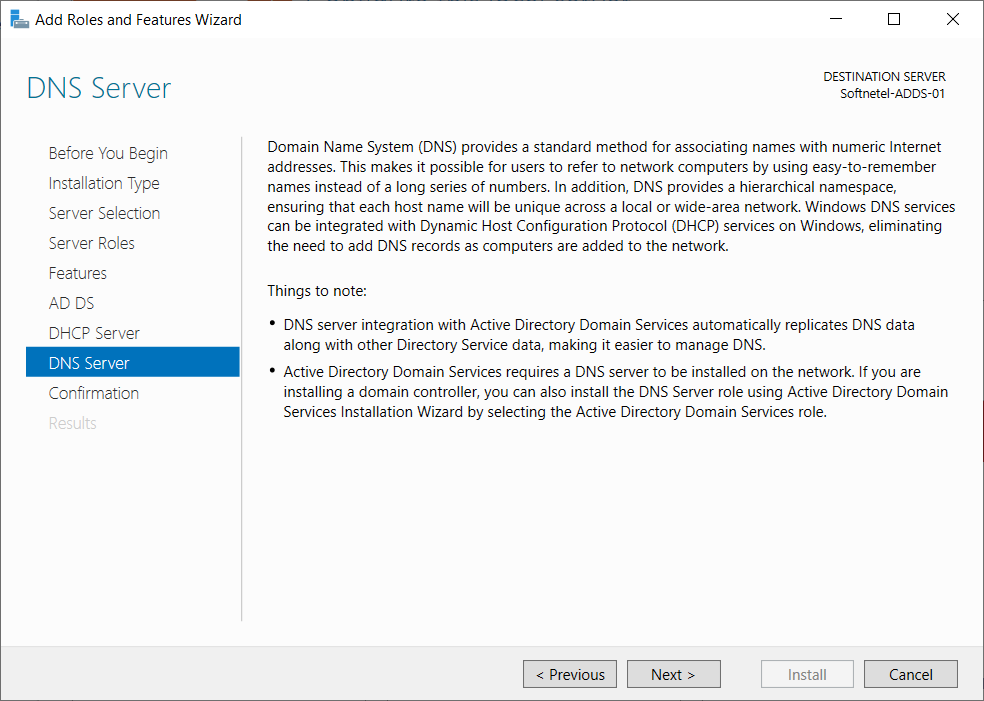 Add Roles and Features Wizard
DNS Server
DESTINATION SERVER
Softnetel-ADDS-01
Before You Begin
Installation Type
Server Selection
Server Roles
Features
AD DS
DHCP Server
DNS Server
Confirmation
Results
Domain Name System (DNS) provides a standard method for associating names with numeric Internet
addresses. This makes it possible for users to refer to network computers by using easy-to-remember
names instead of a long series of numbers. In addition, DNS provides a hierarchical namespace,
ensuring that each host name will be unique across a local or wide-area network. Windows DNS services
can be integrated with Dynamic Host Configuration Protocol (DHCP) services on Windows, eliminating
the need to add DNS records as computers are added to the network.
Things to note:
• DNS server integration with Active Directory Domain Services automatically replicates DNS data
along with other Directory Service data, making it easier to manage DNS.
• Active Directory Domain Services requires a DNS server to be installed on the network. If you are
installing a domain controller, you can also install the DNS Server role using Active Directory Domain
Services Installation Wizard by selecting the Active Directory Domain Services role.
< Previous
Next >
Install
Cancel